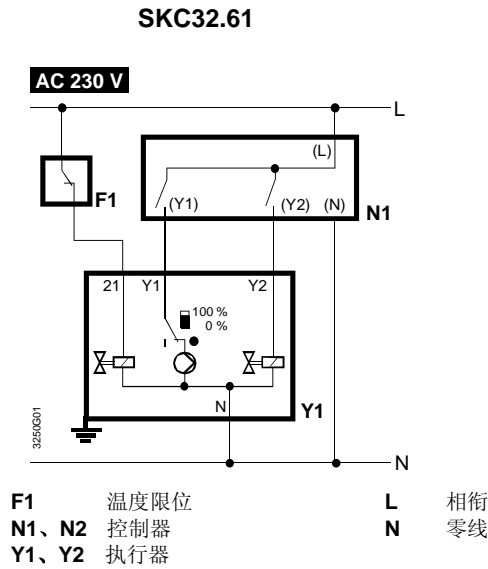 SKC32.61
AC 230 V
L
(L)
F1
(Y1)
(Y2) (N)
N1
21 Y1 Y2
100 %
0 %
N
Y1
3250G01
N
F1 温度限位 L 相衔
N1、N2 控制器 N 零线
Y1、Y2 执行器